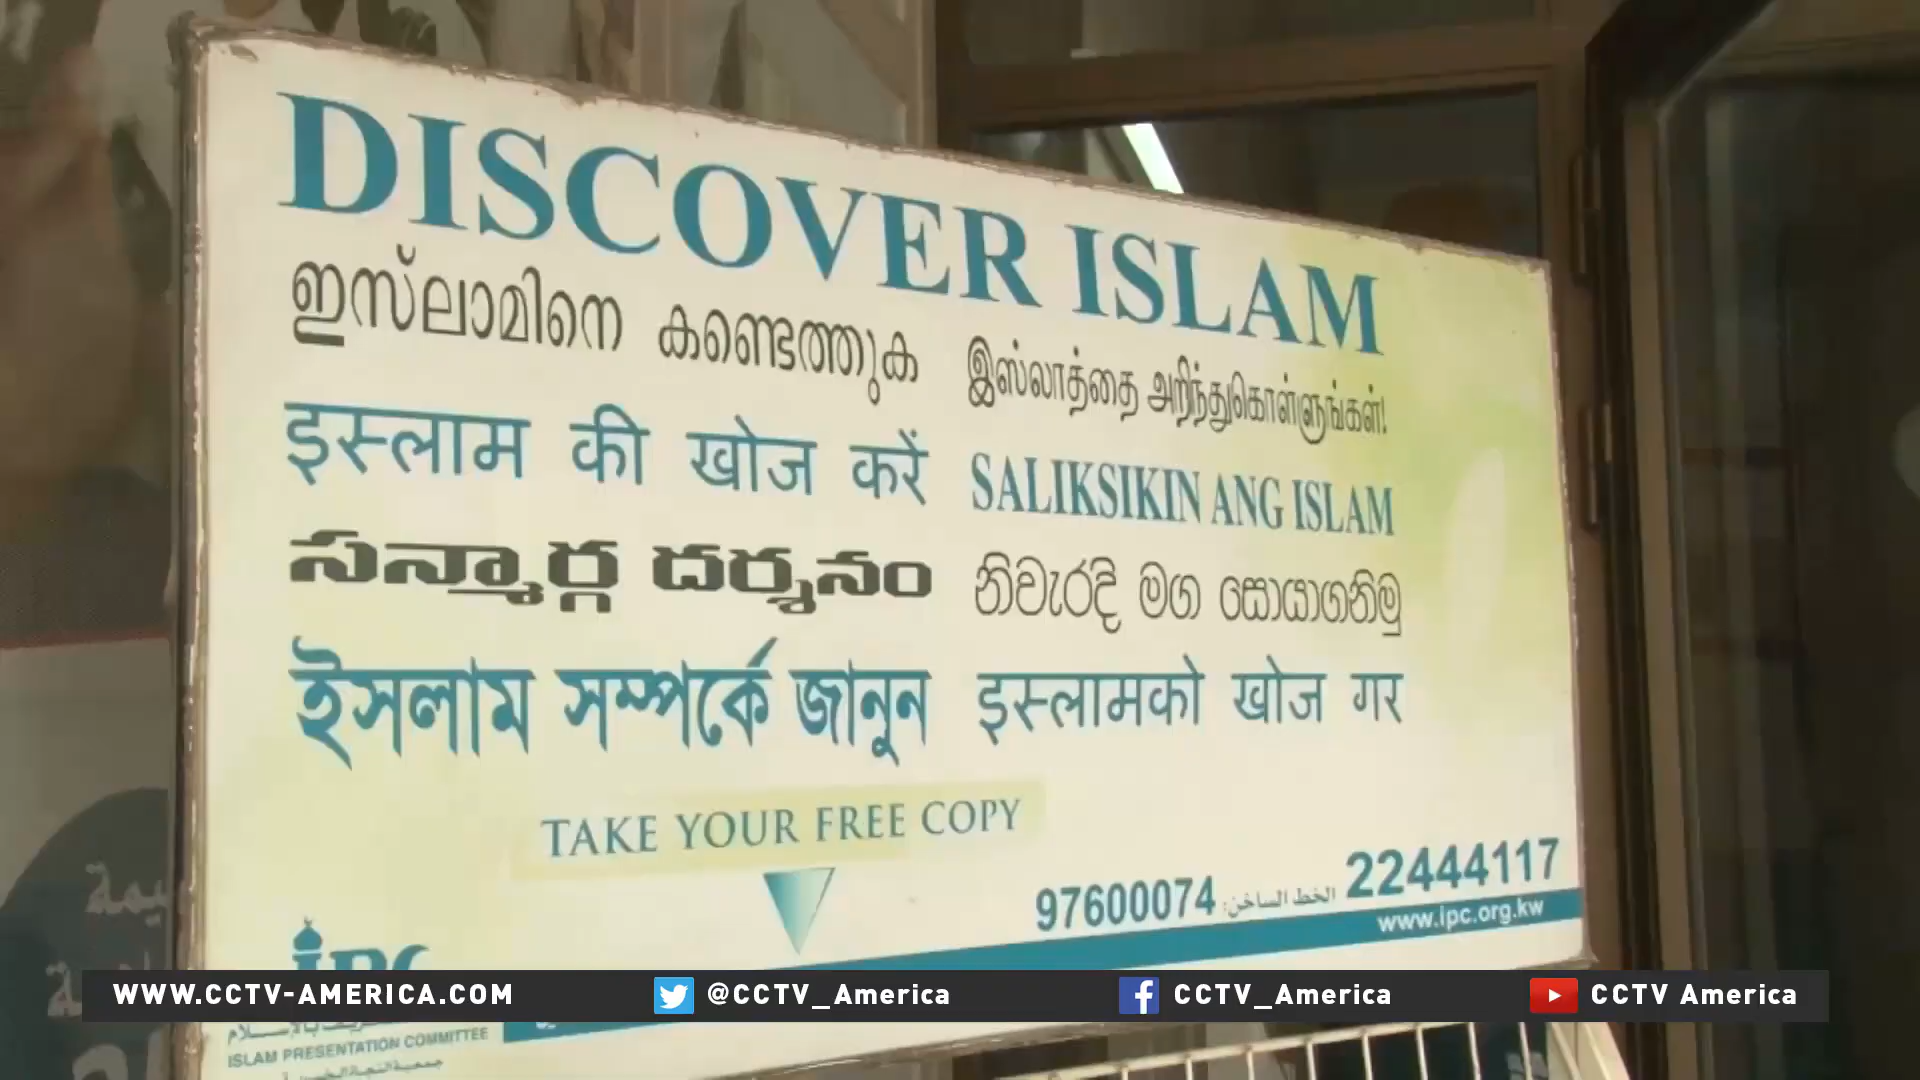 DISCOVER ISLAM
ഇസ്‌ലാമിനെ കണ്ടെത്തുക
இஸ்லாத்தை அறிந்துகொள்ளுங்கள்!
इस्लाम की खोज करें
SALIKSIKIN ANG ISLAM
సన్మార్గ దర్శనం
නිවැරදි මග සොයාගනිමු
ইসলাম সম্পর্কে জানুন
इस्लामको खोज गर
TAKE YOUR FREE COPY
97600074 الخط الساخن: 22444117
www.ipc.org.kw
WWW.CCTV-AMERICA.COM
@CCTV_America
CCTV_America
CCTV America
ISLAM PRESENTATION COMMITTEE